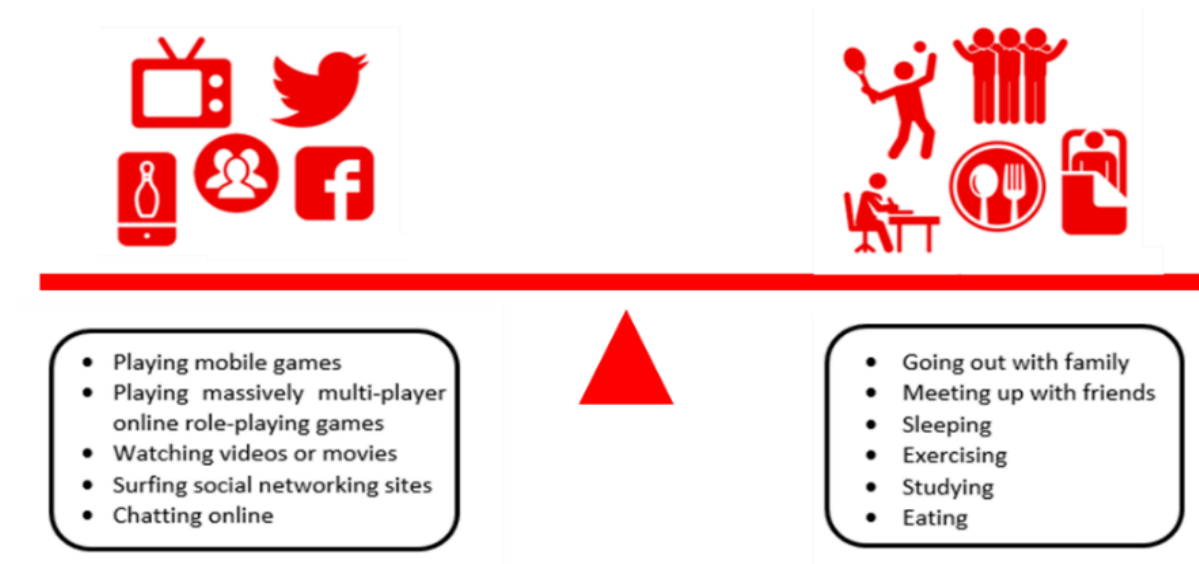 • Playing mobile games
• Playing massively multi-player
online role-playing games
• Watching videos or movies
• Surfing social networking sites
• Chatting online
• Going out with family
• Meeting up with friends
• Sleeping
• Exercising
• Studying
• Eating